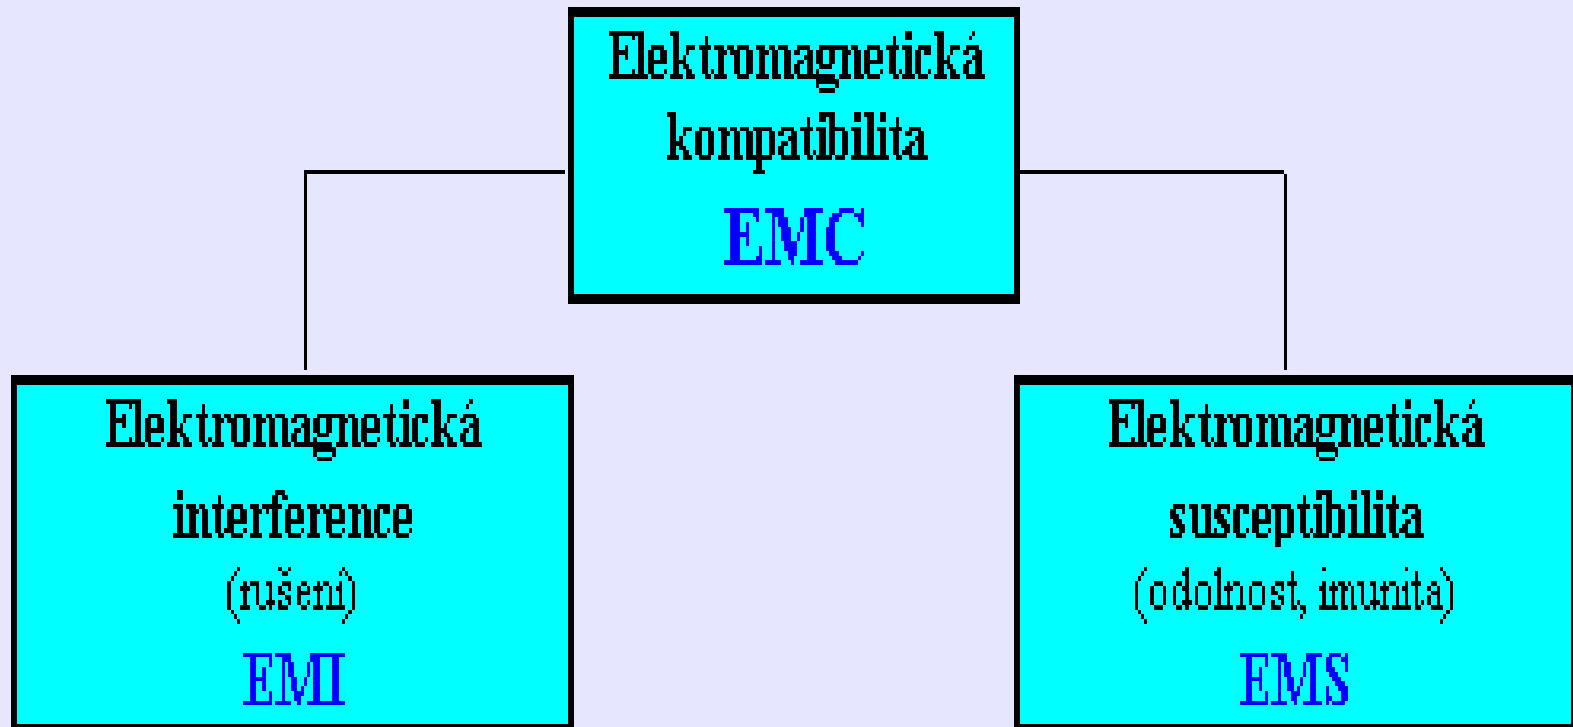 Elektromagnetická
kompatibilita
EMC
Elektromagnetická
interference
(rušení)
EMI
Elektromagnetická
susceptibilita
(odolnost, imunita)
EMS